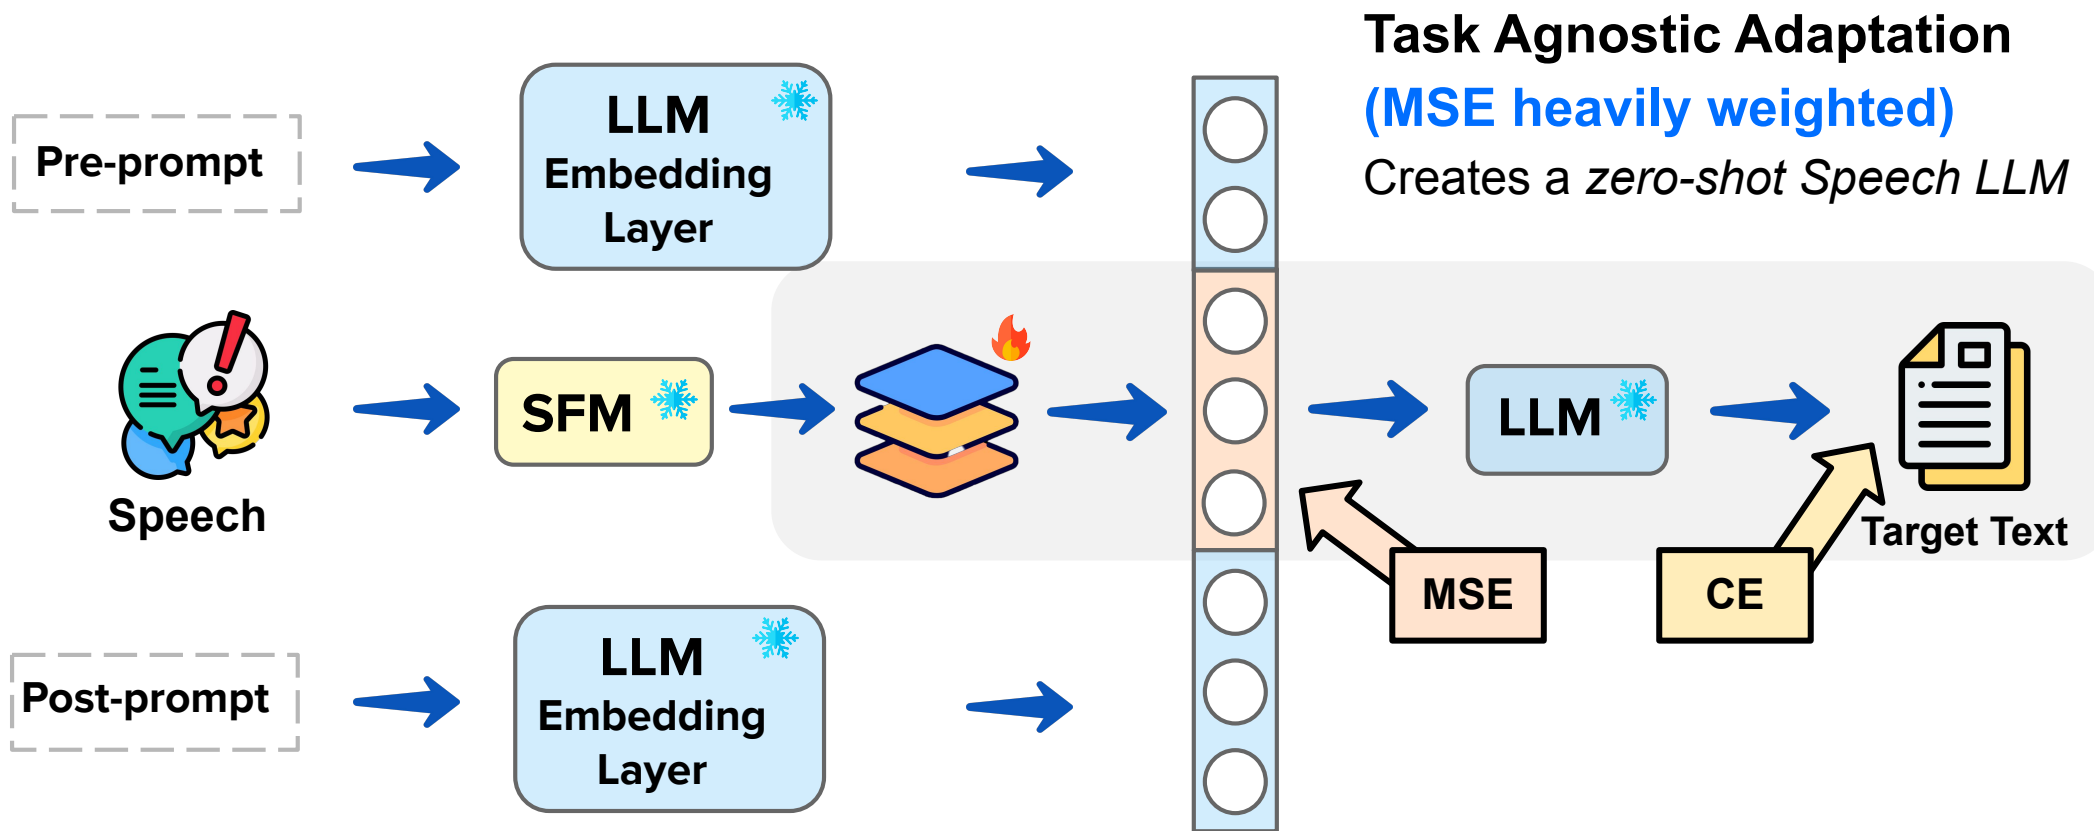 Task Agnostic Adaptation
(MSE heavily weighted)
Creates a zero-shot Speech LLM
Pre-prompt
LLM
Embedding
Layer
Speech
SFM
LLM
Target Text
MSE
CE
Post-prompt
LLM
Embedding
Layer